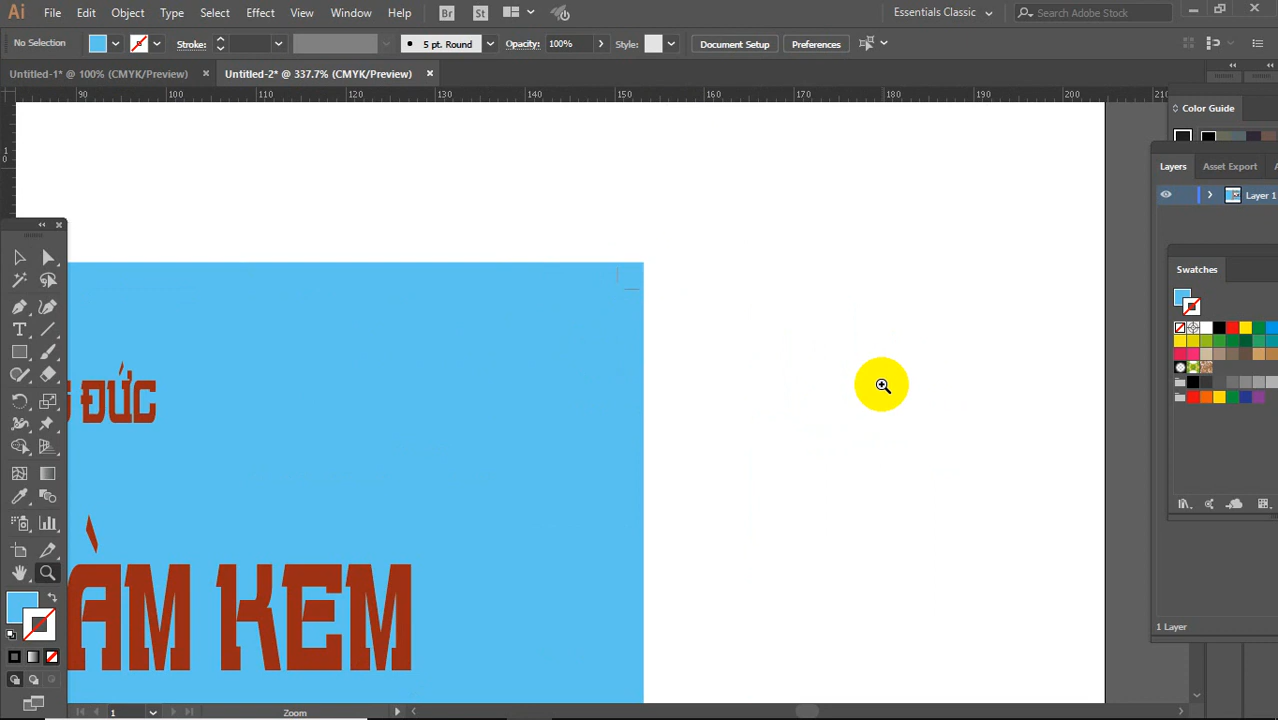 Ai File Edit Object Type Select Effect View Window Help Br St Essentials Classic Search Adobe Stock
No Selection Stroke: 5 pt. Round Opacity: 100% Style: Document Setup Preferences
Untitled-1* @ 100% (CMYK/Preview) × Untitled-2* @ 337.7% (CMYK/Preview) ×
90 100 110 120 130 140 150 160 170 180 190 200
Color Guide
Layers Asset Export
Layer 1
Swatches
ĐỨC
ÀM KEM
1 Layer
1 Zoom